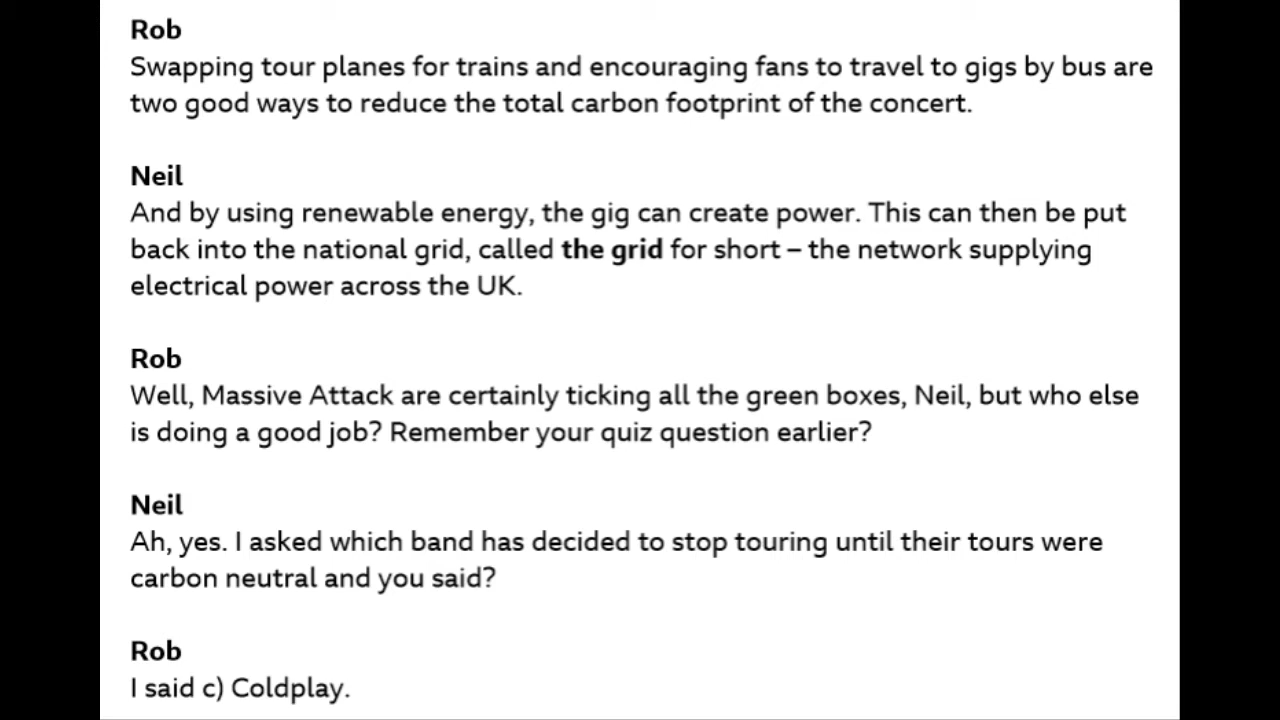 Rob
Swapping tour planes for trains and encouraging fans to travel to gigs by bus are
two good ways to reduce the total carbon footprint of the concert.
Neil
And by using renewable energy, the gig can create power. This can then be put
back into the national grid, called the grid for short – the network supplying
electrical power across the UK.
Rob
Well, Massive Attack are certainly ticking all the green boxes, Neil, but who else
is doing a good job? Remember your quiz question earlier?
Neil
Ah, yes. I asked which band has decided to stop touring until their tours were
carbon neutral and you said?
Rob
I said c) Coldplay.